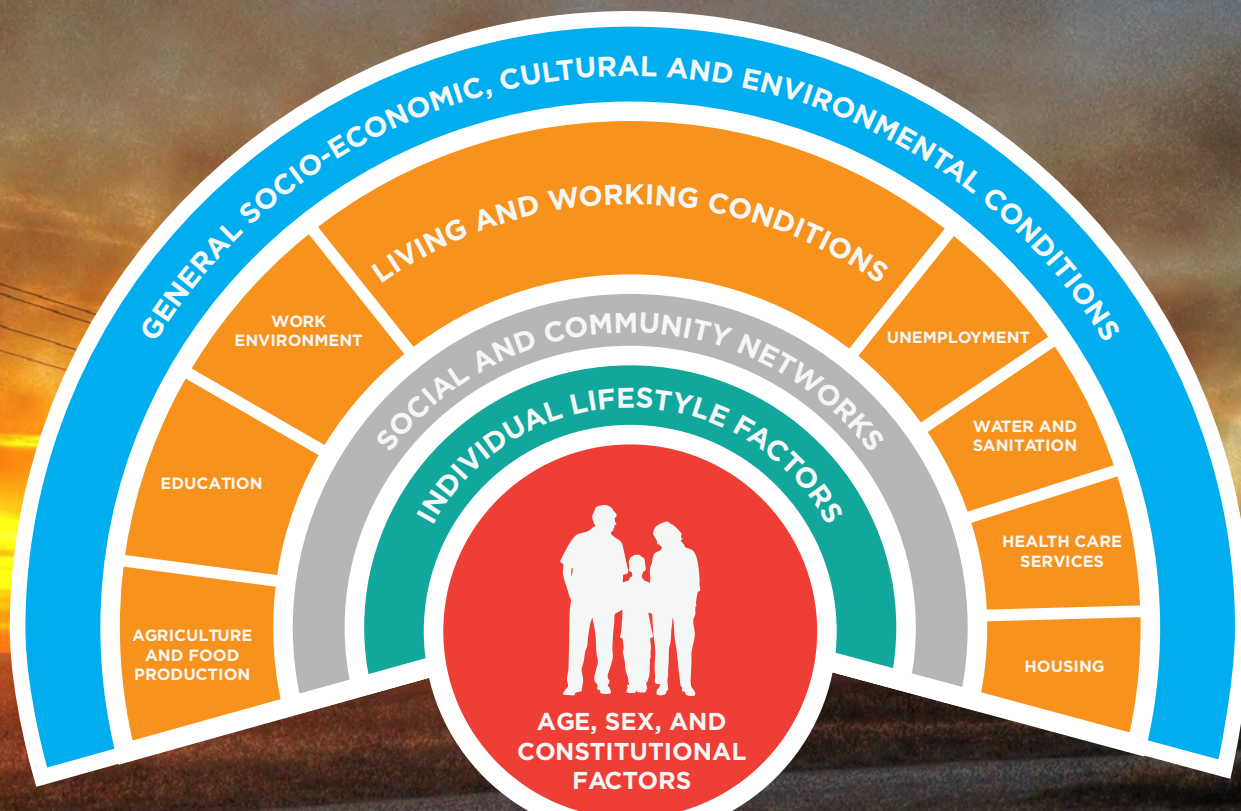 GENERAL SOCIO-ECONOMIC, CULTURAL AND ENVIRONMENTAL CONDITIONS
LIVING AND WORKING CONDITIONS
SOCIAL AND COMMUNITY NETWORKS
INDIVIDUAL LIFESTYLE FACTORS
AGRICULTURE
AND FOOD
PRODUCTION
EDUCATION
WORK
ENVIRONMENT
UNEMPLOYMENT
WATER AND
SANITATION
HEALTH CARE
SERVICES
HOUSING
AGE, SEX, AND
CONSTITUTIONAL
FACTORS